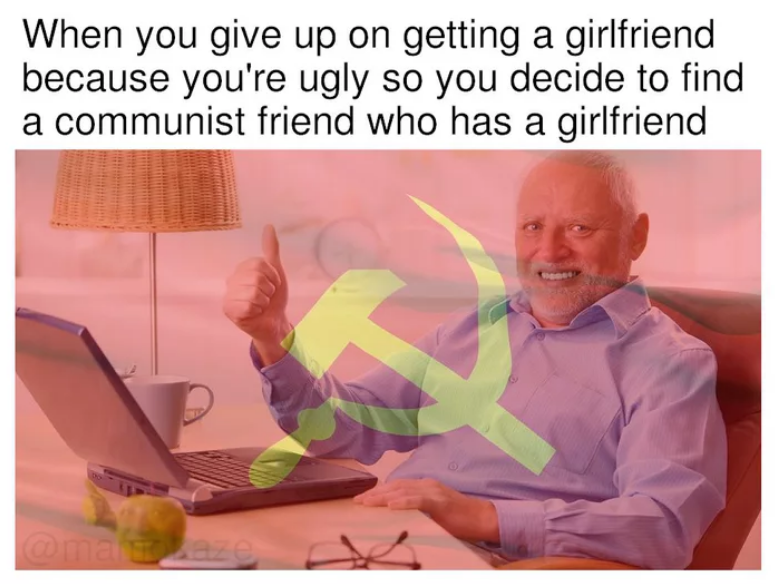 When you give up on getting a girlfriend
because you're ugly so you decide to find
a communist friend who has a girlfriend